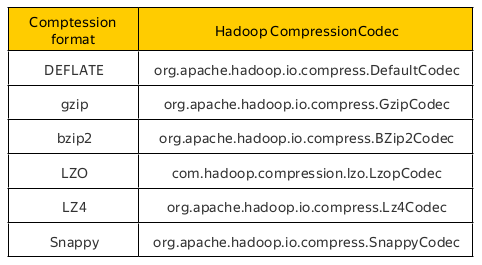 Comptession
format
Hadoop CompressionCodec
DEFLATE org.apache.hadoop.io.compress.DefaultCodec
gzip org.apache.hadoop.io.compress.GzipCodec
bzip2 org.apache.hadoop.io.compress.BZip2Codec
LZO com.hadoop.compression.lzo.LzopCodec
LZ4 org.apache.hadoop.io.compress.Lz4Codec
Snappy org.apache.hadoop.io.compress.SnappyCodec